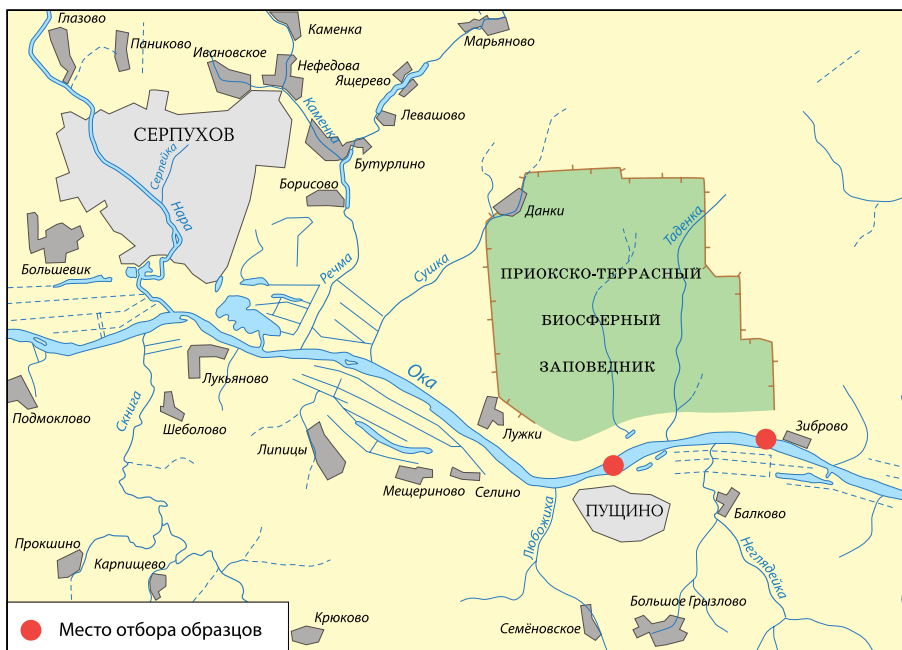 Глазово
Паниково
Каменка
Марьяново
Ивановское
Нефедова
Ящерево
Каменка
Левашово
СЕРПУХОВ
Серпейка
Бутурлино
Борисово
Нара
Данки
Таденка
Большевик
Речма
Сушка
ПРИОКСКО-ТЕРРАСНЫЙ
БИОСФЕРНЫЙ
ЗАПОВЕДНИК
Ока
Лукьяново
Подмоклово
Скнига
Шеболово
Лужки
Зиброво
Липицы
Мещериново
Селино
ПУЩИНО
Балково
Любожиха
Неглядейка
Прокшино
Карпищево
Большое Грызлово
Крюково
Семёновское
Место отбора образцов